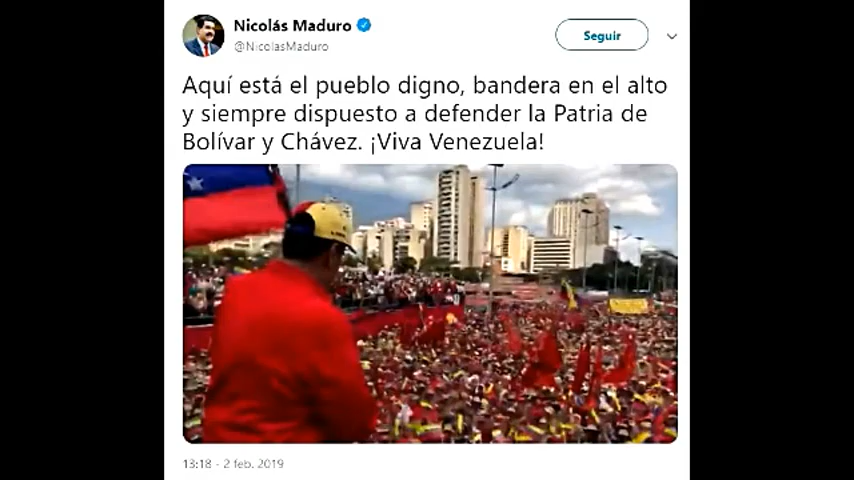 Nicolás Maduro
@NicolasMaduro
Seguir
Aquí está el pueblo digno, bandera en el alto
y siempre dispuesto a defender la Patria de
Bolívar y Chávez. ¡Viva Venezuela!
13:18 - 2 feb. 2019